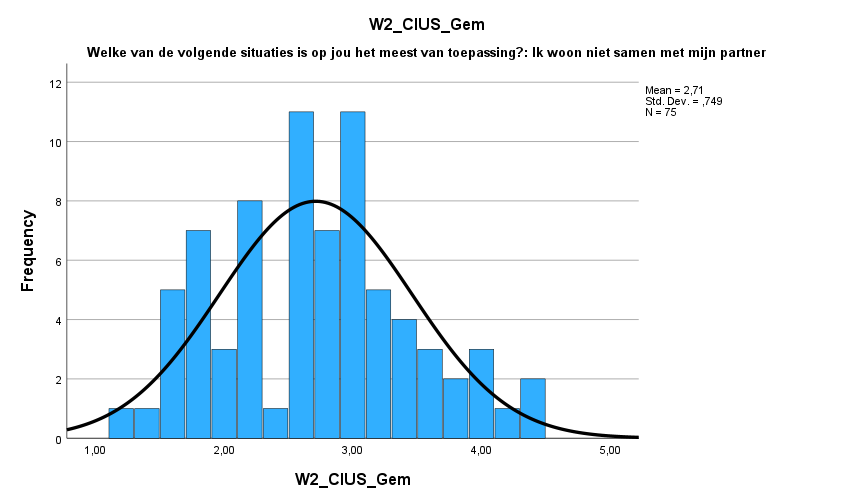 W2_CIUS_Gem
Welke van de volgende situaties is op jou het meest van toepassing?: Ik woon niet samen met mijn partner
Mean = 2,71
Std. Dev. = ,749
N = 75
12
10
8
6
4
2
0
Frequency
1,00 2,00 3,00 4,00 5,00
W2_CIUS_Gem